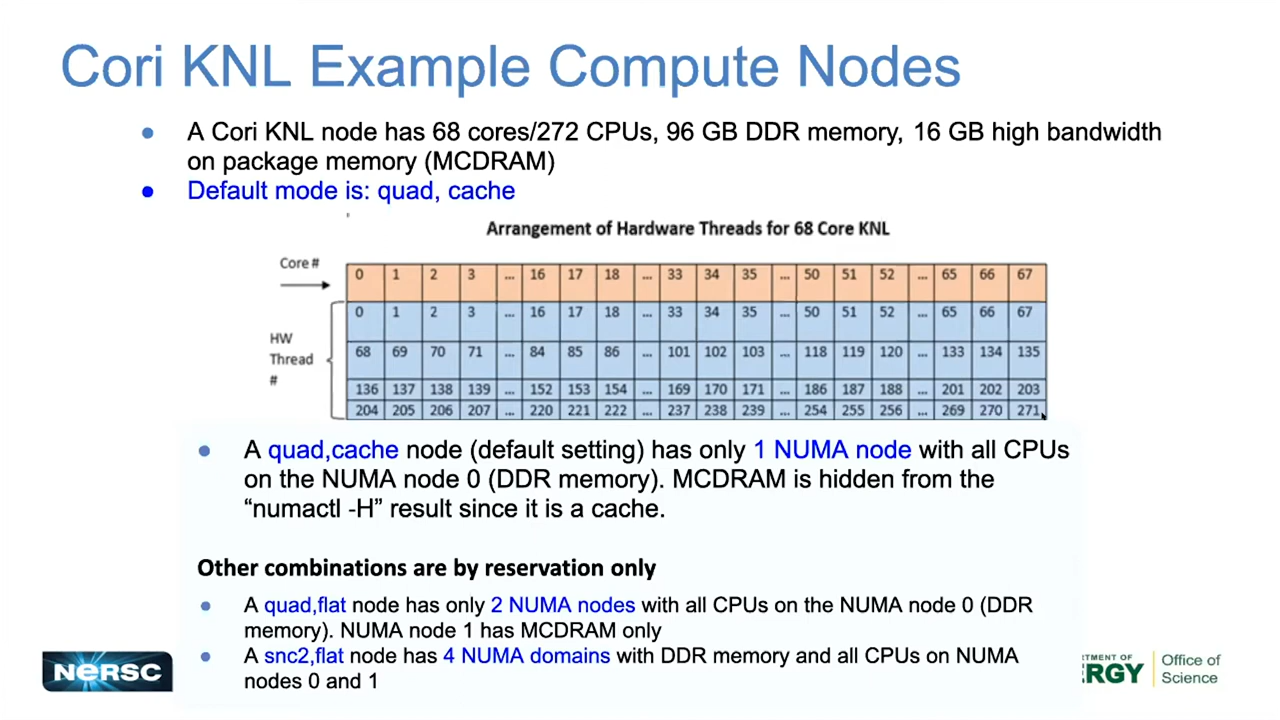 Cori KNL Example Compute Nodes
● A Cori KNL node has 68 cores/272 CPUs, 96 GB DDR memory, 16 GB high bandwidth
on package memory (MCDRAM)
● Default mode is: quad, cache
Arrangement of Hardware Threads for 68 Core KNL
Core # 0 1 2 3 ... 16 17 18 ... 33 34 35 ... 50 51 52 ... 65 66 67
HW
Thread
#
0 1 2 3 ... 16 17 18 ... 33 34 35 ... 50 51 52 ... 65 66 67
68 69 70 71 ... 84 85 86 ... 101 102 103 ... 118 119 120 ... 133 134 135
136 137 138 139 ... 152 153 154 ... 169 170 171 ... 186 187 188 ... 201 202 203
204 205 206 207 ... 220 221 222 ... 237 238 239 ... 254 255 256 ... 269 270 271
● A quad,cache node (default setting) has only 1 NUMA node with all CPUs
on the NUMA node 0 (DDR memory). MCDRAM is hidden from the
“numactl -H” result since it is a cache.
Other combinations are by reservation only
● A quad,flat node has only 2 NUMA nodes with all CPUs on the NUMA node 0 (DDR
memory). NUMA node 1 has MCDRAM only
● A snc2,flat node has 4 NUMA domains with DDR memory and all CPUs on NUMA
nodes 0 and 1
NERSC
RTMENT OF
ERGY
Office of
Science